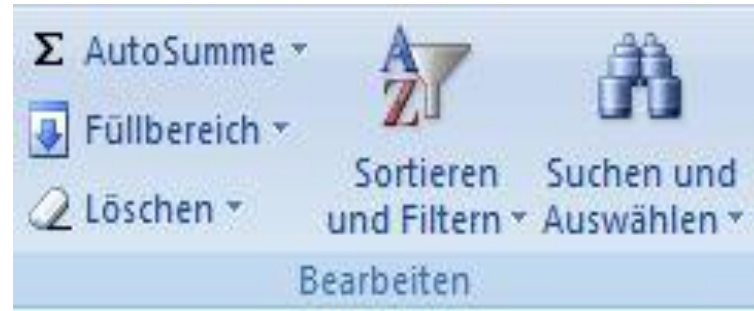 Σ AutoSumme
Füllbereich
Löschen
Sortieren
und Filtern
Suchen und
Auswählen
Bearbeiten